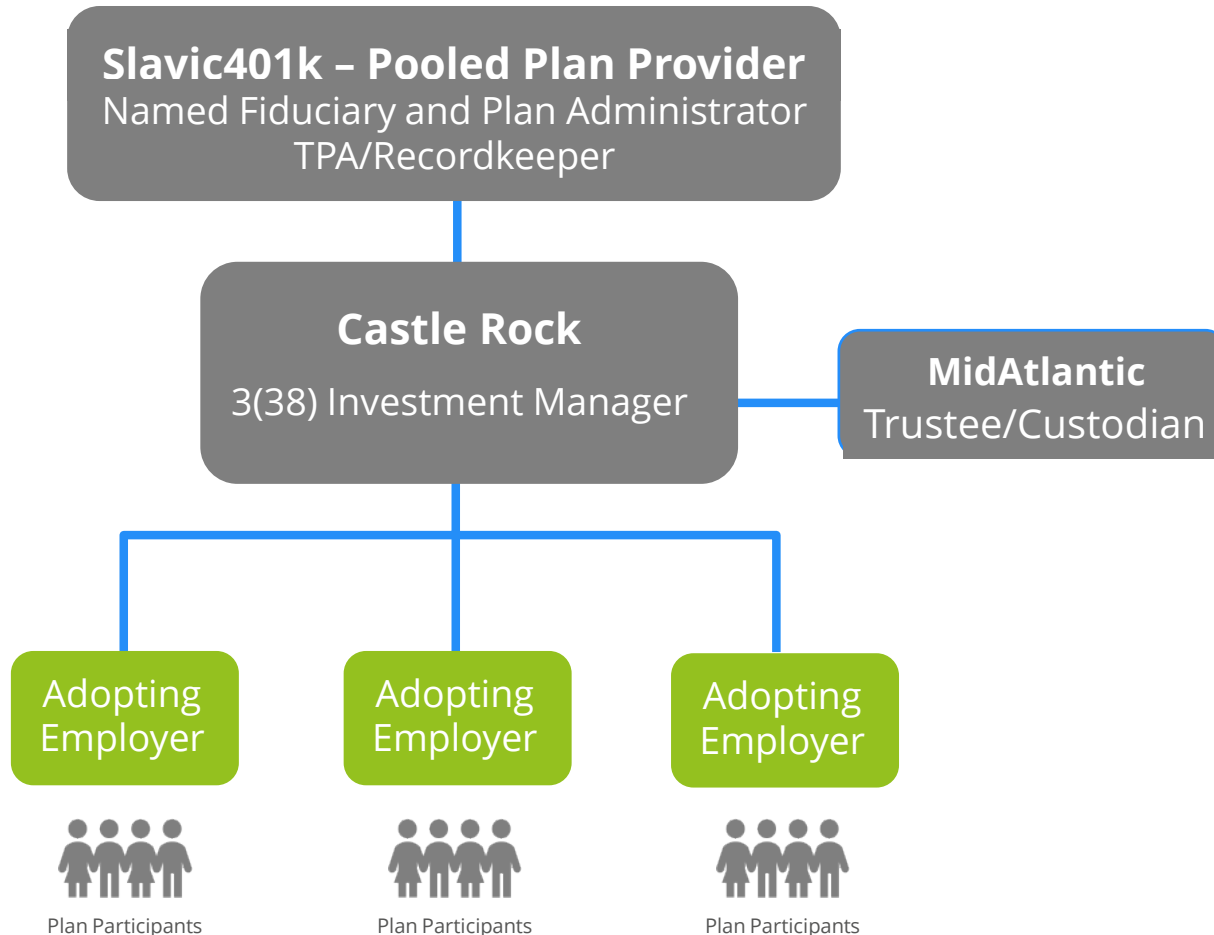 Slavic401k – Pooled Plan Provider
Named Fiduciary and Plan Administrator
TPA/Recordkeeper
Castle Rock
3(38) Investment Manager
MidAtlantic
Trustee/Custodian
Adopting
Employer
Adopting
Employer
Adopting
Employer
Plan Participants
Plan Participants
Plan Participants